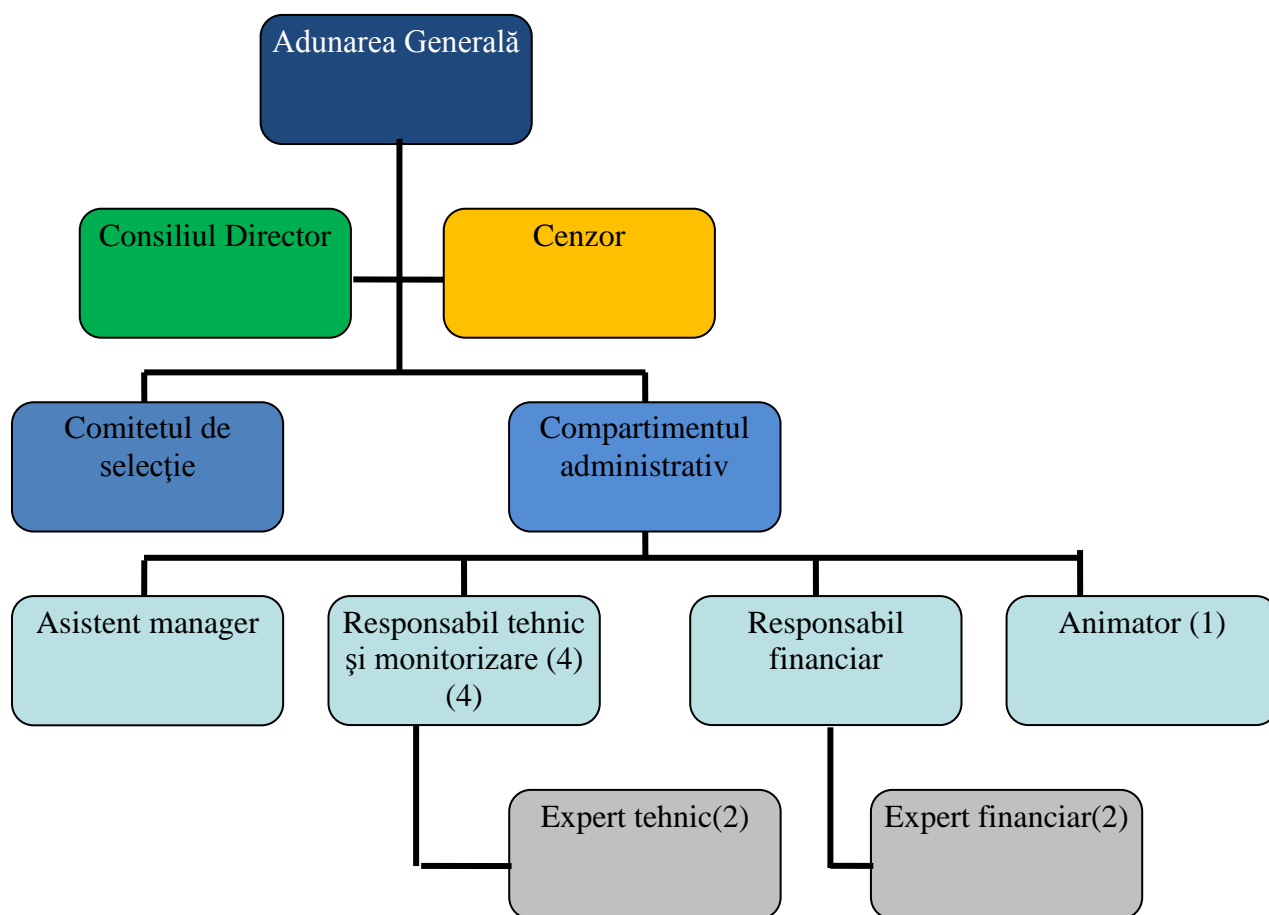 Adunarea Generală
Consiliul Director
Cenzor
Comitetul de
selecţie
Compartimentul
administrativ
Asistent manager
Responsabil tehnic
şi monitorizare (4)
(4)
Responsabil
financiar
Animator (1)
Expert tehnic(2)
Expert financiar(2)